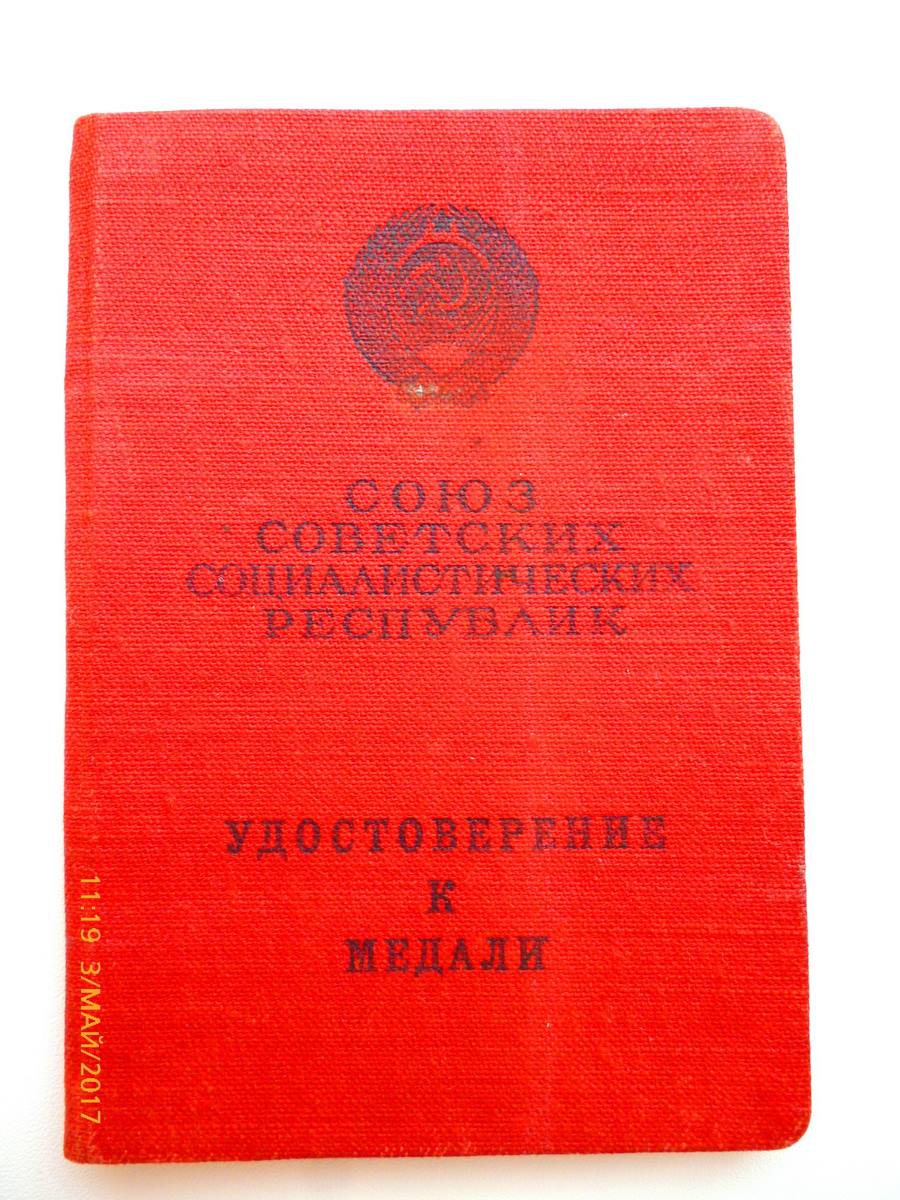 СОЮЗ
СОВЕТСКИХ
СОЦИАЛИСТИЧЕСКИХ
РЕСПУБЛИК
УДОСТОВЕРЕНИЕ
К
МЕДАЛИ
11:19 3/МАЙ/2017